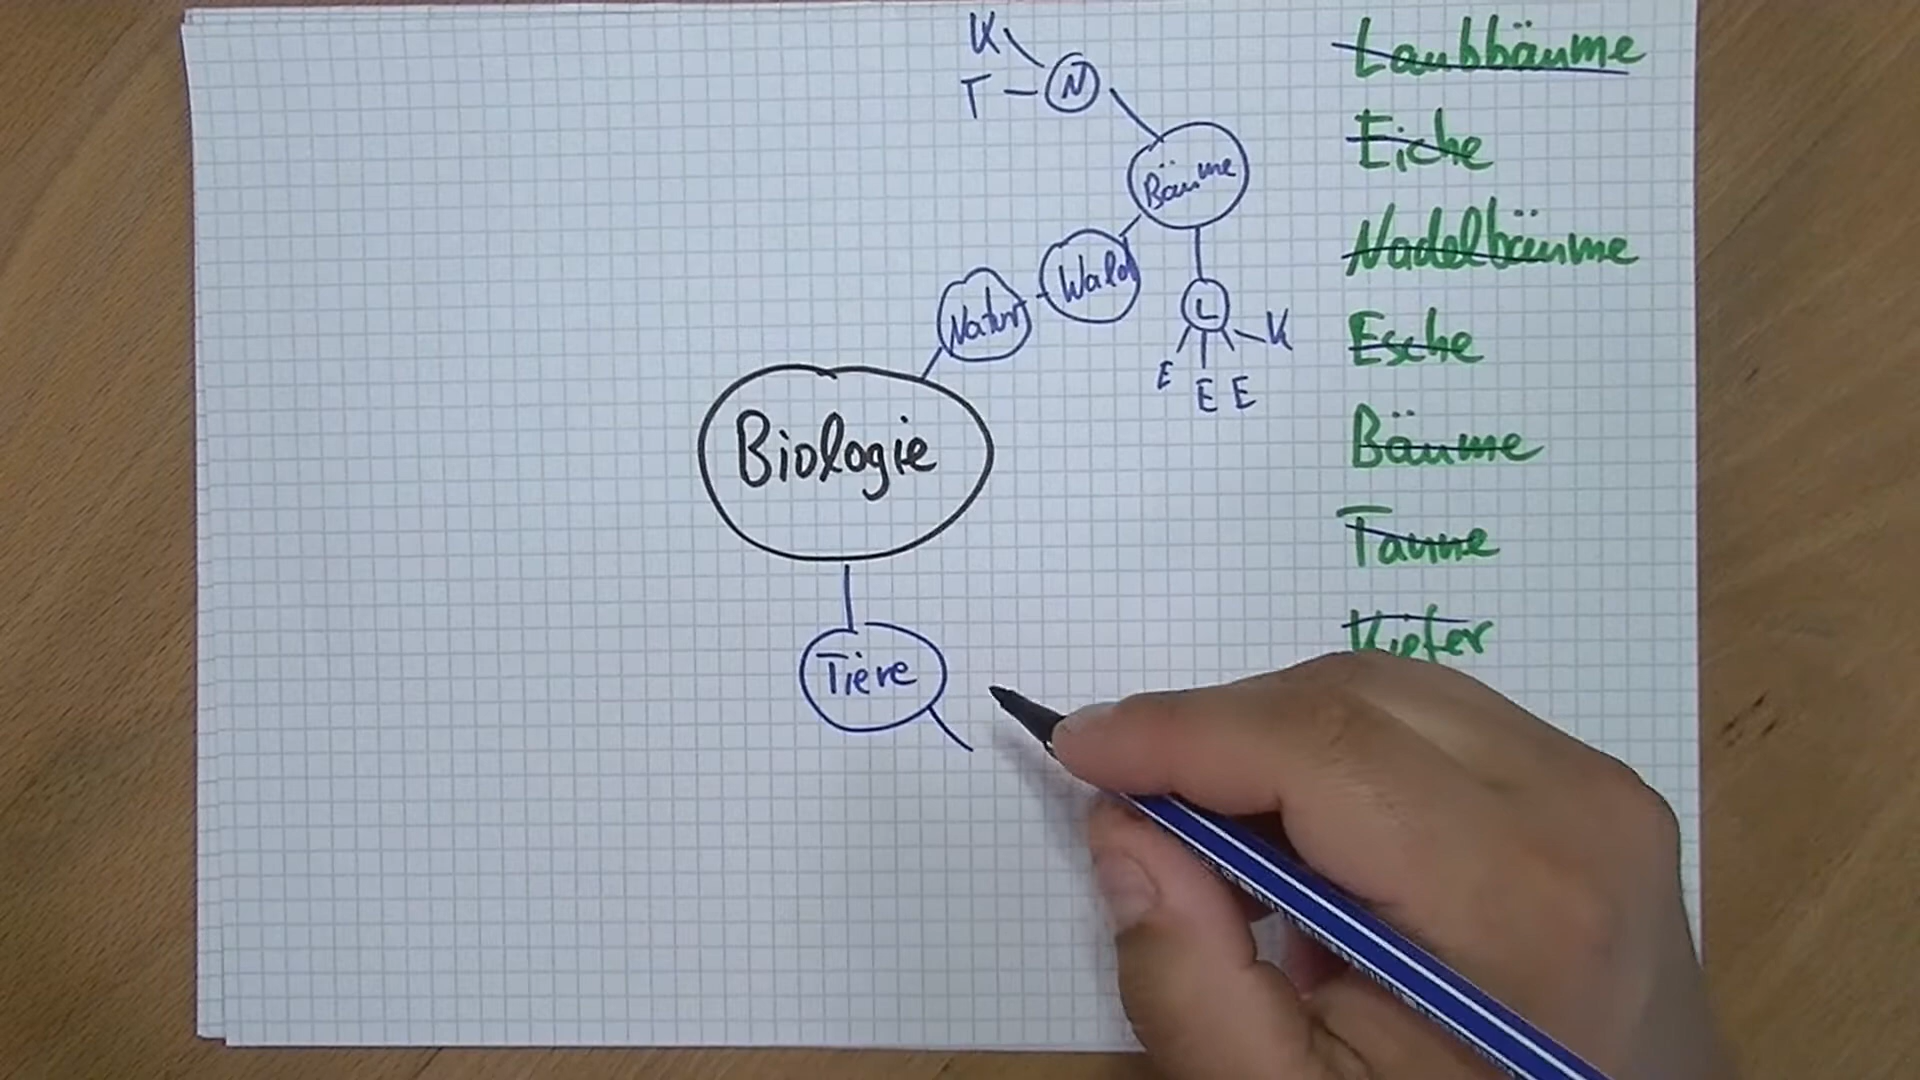 K
T
N
Bäume
Wald
Natur
L
K
E
E
E
Biologie
Tiere
Laubbäume
Eiche
Nadelbäume
Esche
Bäume
Tanne
Kiefer